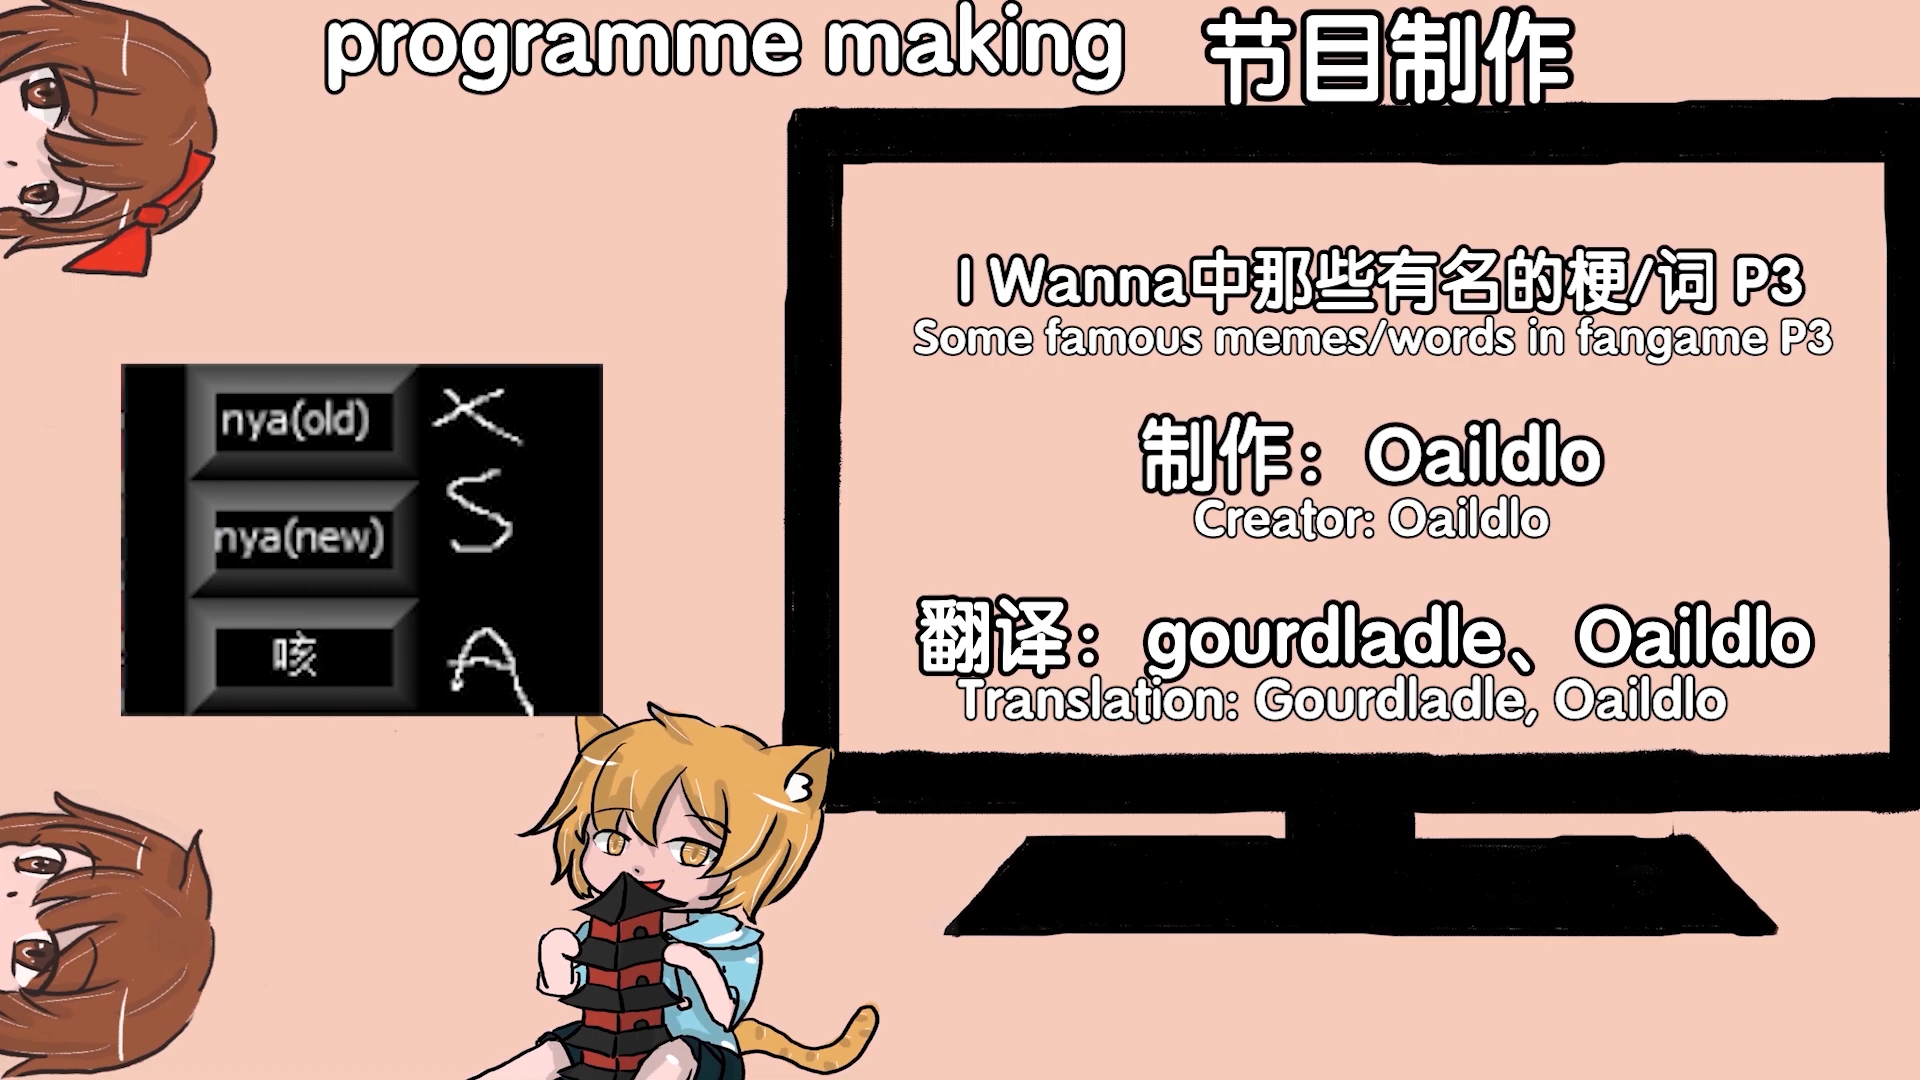 programme making 节目制作
I Wanna中那些有名的梗/词 P3
Some famous memes/words in fangame P3
制作：Oaildlo
Creator: Oaildlo
翻译：gourdladle、Oaildlo
Translation: Gourdladle, Oaildlo
nya(old) X
nya(new) S
咳 A